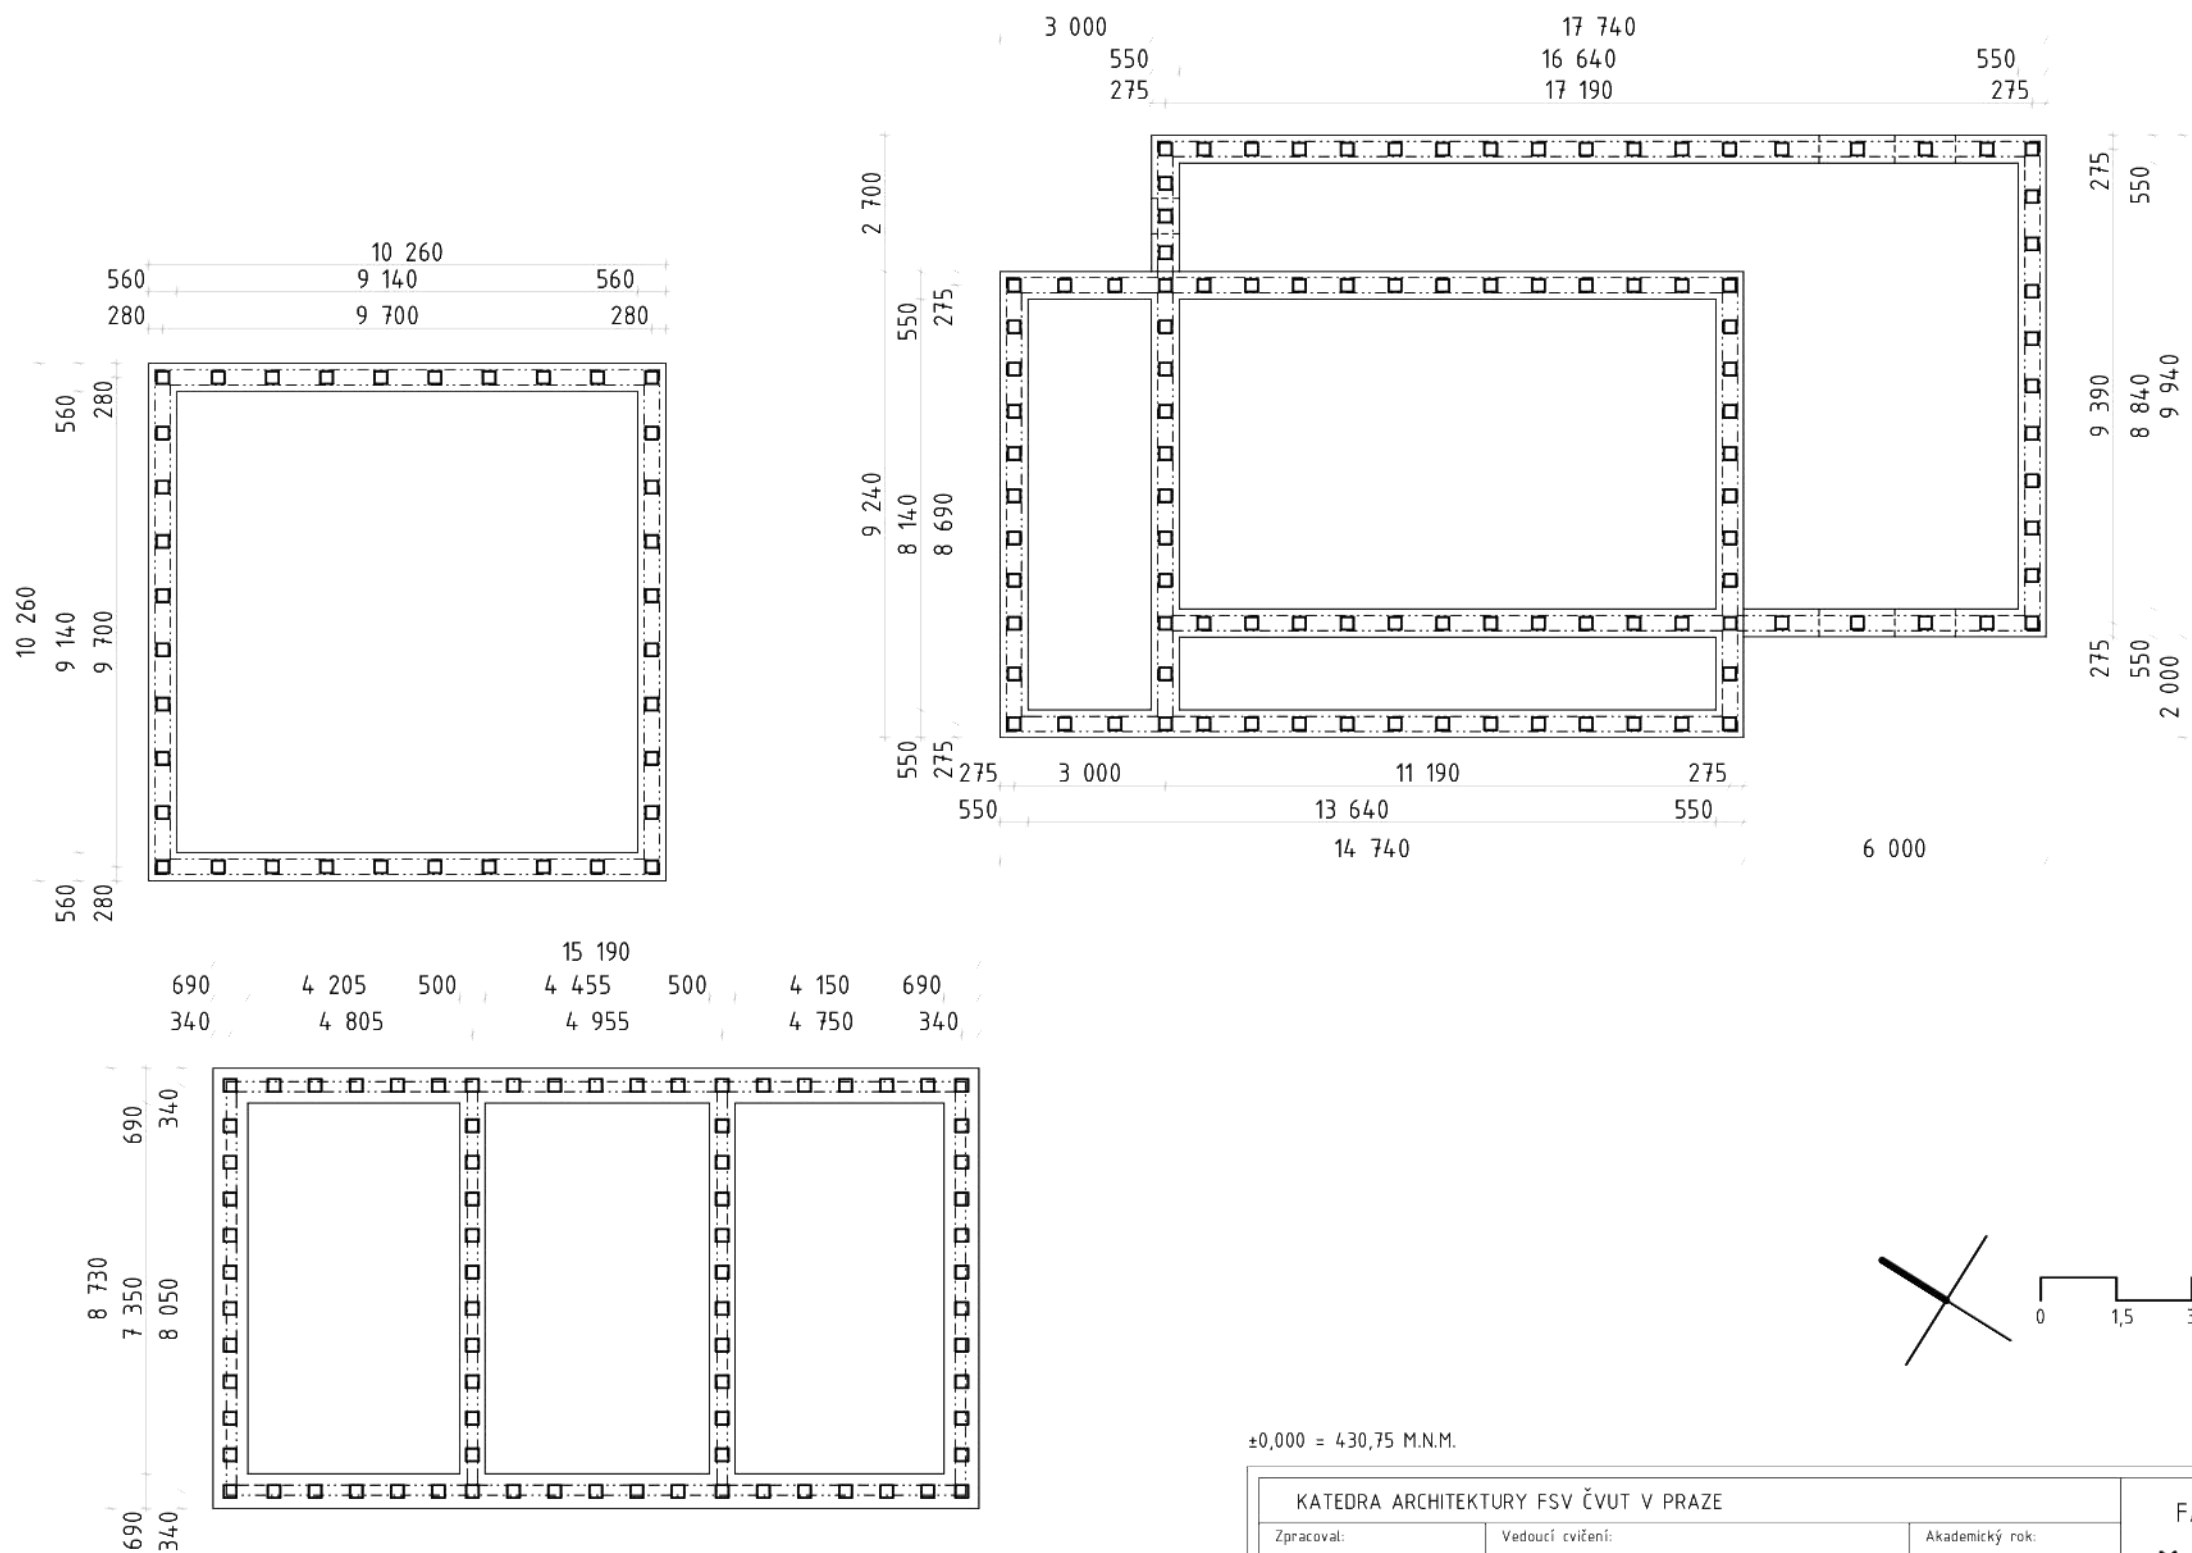 3 000 17 740
550 16 640 550
275 17 190 275
2 700
9 240
550
8 140
550
275
8 690
275
275
9 390
275
550
8 840
550
9 940
2 000
275 3 000 11 190 275
550 13 640 550
14 740 6 000
10 260
560 9 140 560
280 9 700 280
10 260
560
9 140
560
280
9 700
280
15 190
690 4 205 500 4 455 500 4 150 690
340 4 805 4 955 4 750 340
8 730
690
7 350
690
340
8 050
340
0 1,5
±0,000 = 430,75 M.N.M.
KATEDRA ARCHITEKTURY FSV ČVUT V PRAZE
Zpracoval: Vedoucí cvičení: Akademický rok: